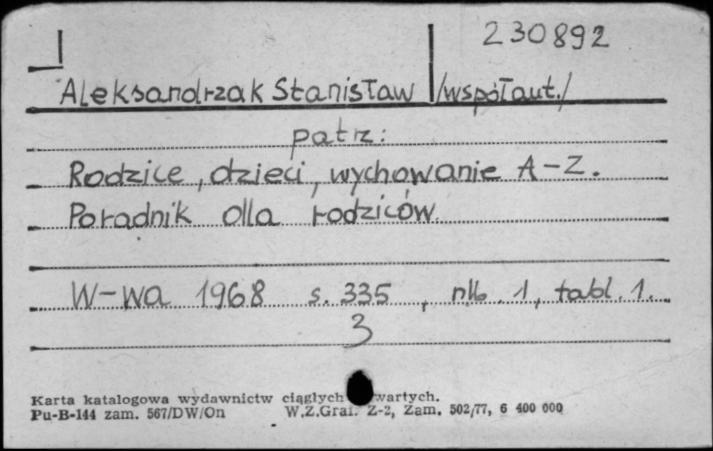 230892
Aleksandrzak Stanisław /współaut./
patrz:
Rodzice, dzieci, wychowanie A-Z.
Poradnik dla rodziców.
W-wa 1968 s. 335, nlb. 1, tabl. 1.
3
Karta katalogowa wydawnictw ciągłych wartych.
Pu-B-144 zam. 567/DW/On W.Z.Graf. Z-2, Zam. 502/77, 6 400 000